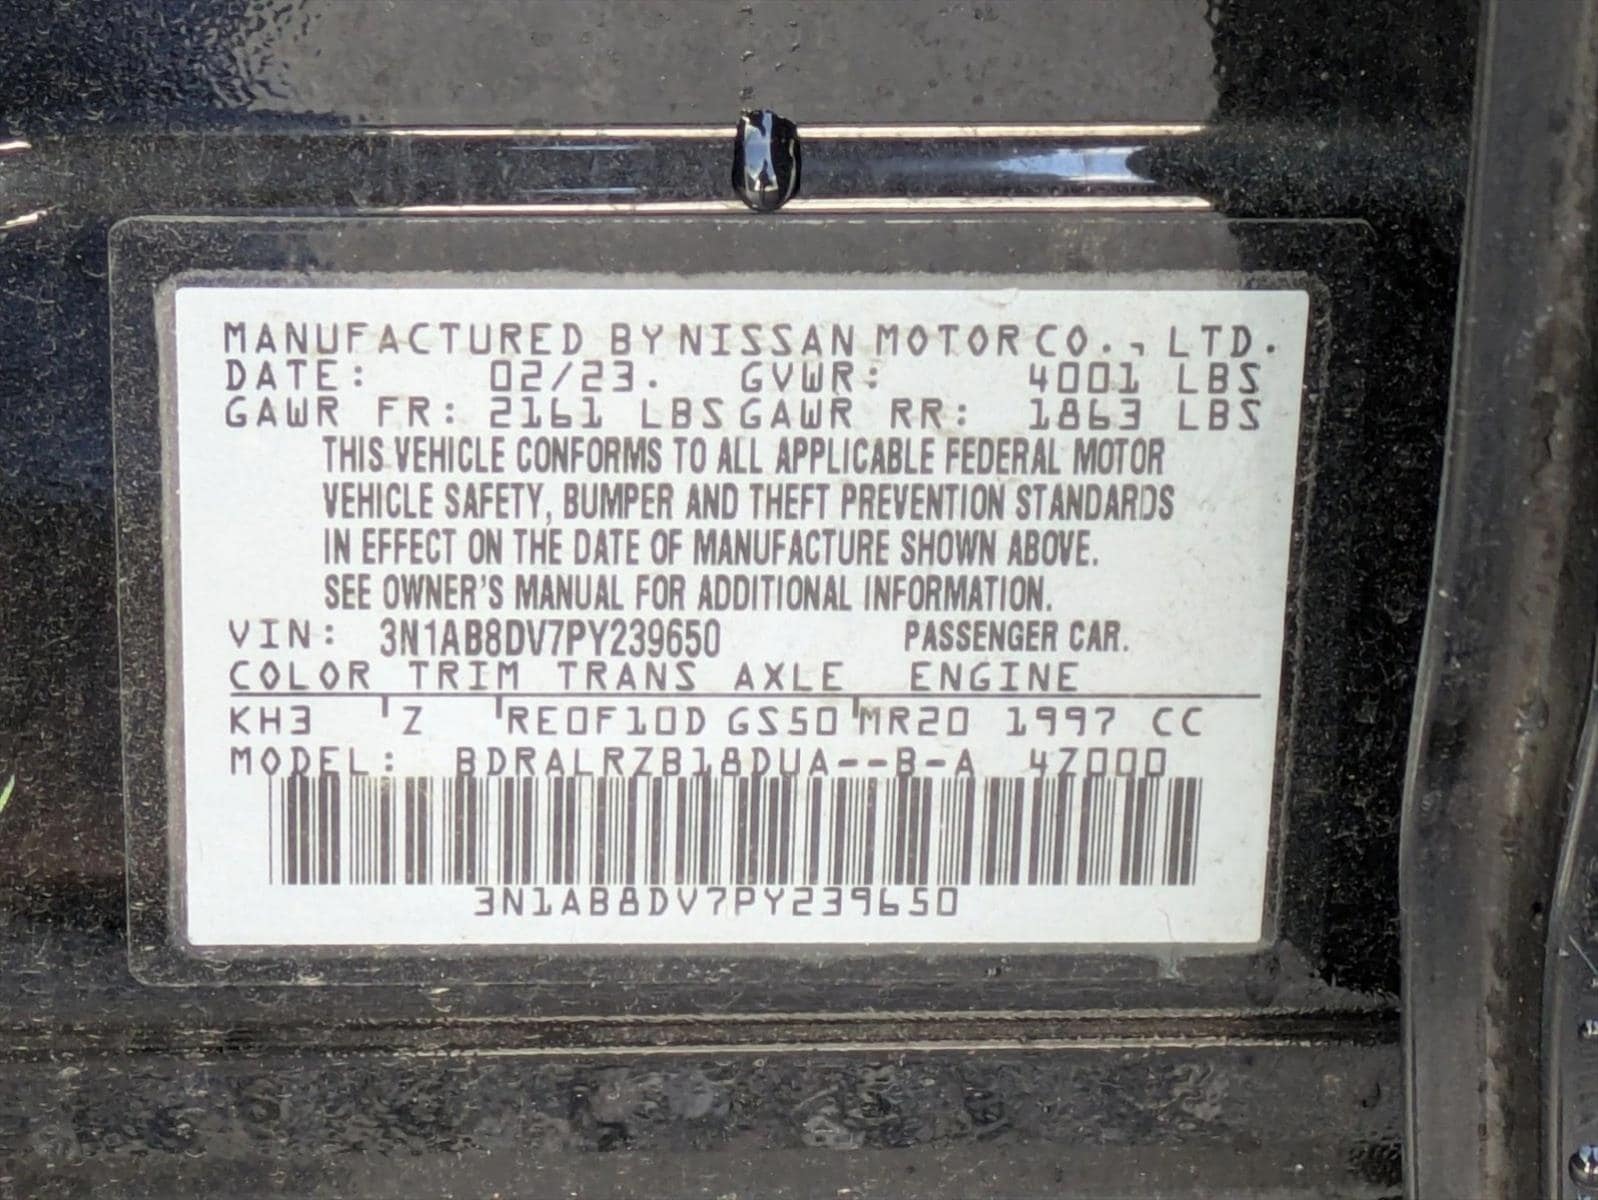 MANUFACTURED BY NISSAN MOTOR CO., LTD.
DATE: 02/23. GVWR: 4001 LBS
GAWR FR: 2161 LBS GAWR RR: 1863 LBS
THIS VEHICLE CONFORMS TO ALL APPLICABLE FEDERAL MOTOR
VEHICLE SAFETY, BUMPER AND THEFT PREVENTION STANDARDS
IN EFFECT ON THE DATE OF MANUFACTURE SHOWN ABOVE.
SEE OWNER'S MANUAL FOR ADDITIONAL INFORMATION.
VIN: 3N1AB8DV7PY239650 PASSENGER CAR.
COLOR TRIM TRANS AXLE ENGINE
KH3 Z RE0F10D GS50 MR20 1997 CC
MODEL: BDRALRZB18DUA--B-A 4Z000
3N1AB8DV7PY239650